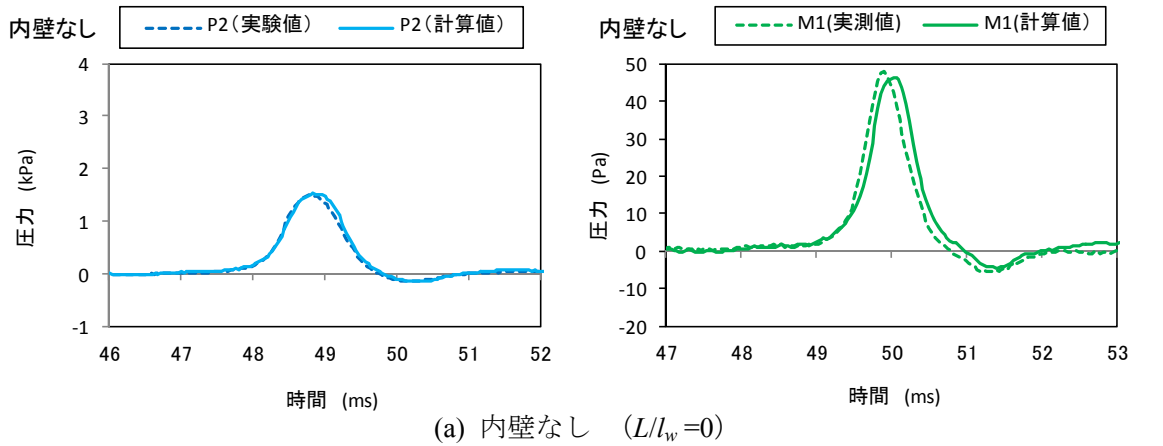 内壁なし
P2（実験値） P2（計算値）
4
3
2
1
0
-1
46 47 48 49 50 51 52
圧力 (kPa)
時間 (ms)
内壁なし
M1(実測値) M1(計算値）
50
40
30
20
10
0
-10
-20
47 48 49 50 51 52 53
圧力 (Pa)
時間 (ms)
(a) 内壁なし （L/lw =0）